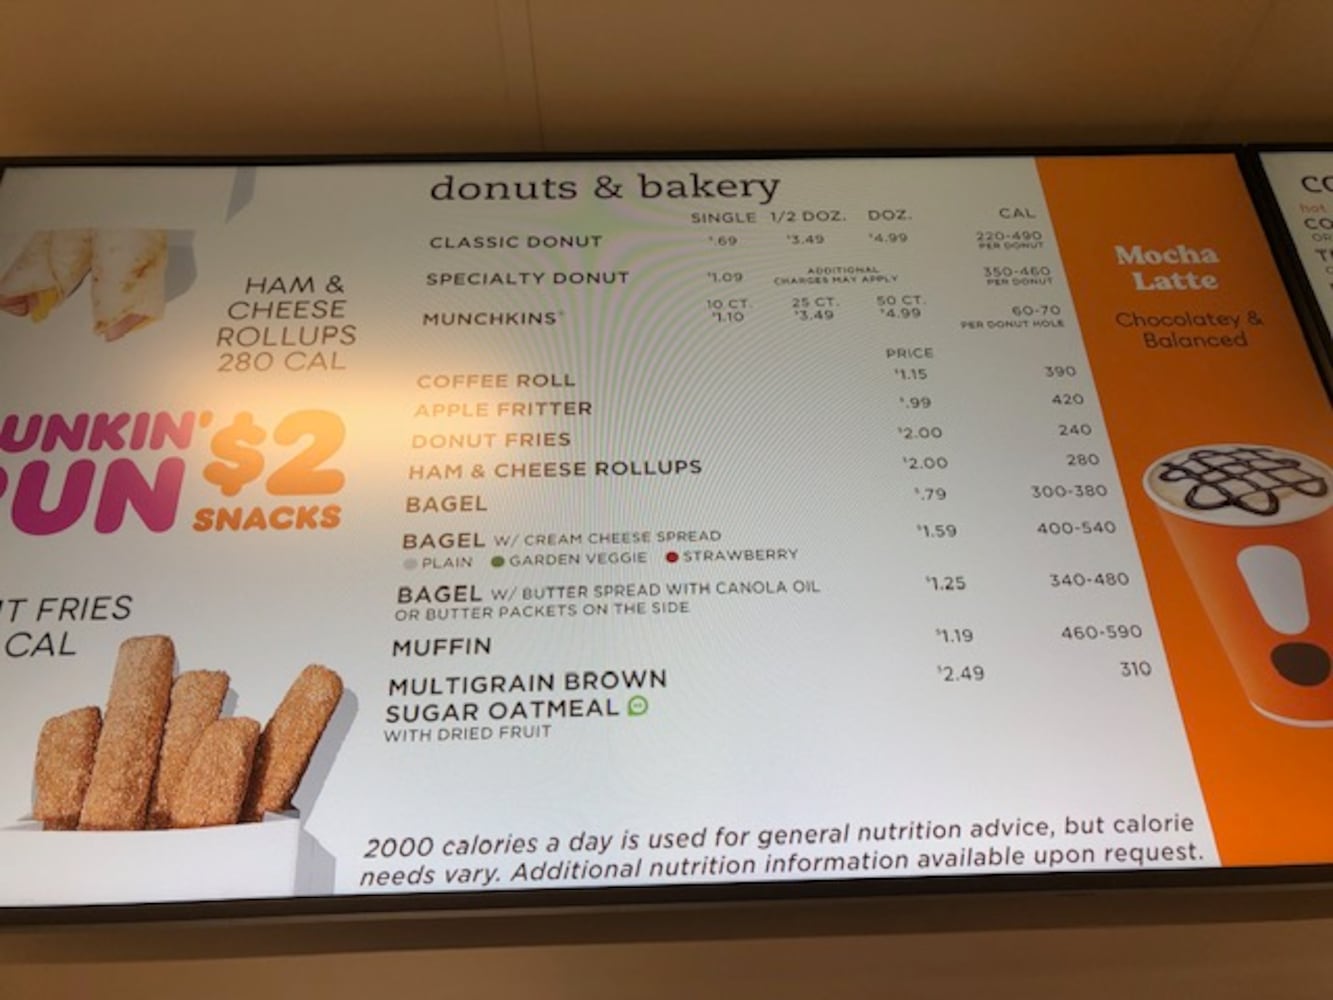 donuts & bakery
SINGLE 1/2 DOZ. DOZ. CAL
CLASSIC DONUT $.69 $3.49 $4.99 220-490
PER DONUT
SPECIALTY DONUT $1.09 ADDITIONAL CHARGES MAY APPLY 350-460
PER DONUT
10 CT. 25 CT. 50 CT.
MUNCHKINS® $1.10 $3.49 $4.99 60-70
PER DONUT HOLE
PRICE
COFFEE ROLL $1.15 390
APPLE FRITTER $.99 420
DONUT FRIES $2.00 240
HAM & CHEESE ROLLUPS $2.00 280
BAGEL $.79 300-380
BAGEL W/ CREAM CHEESE SPREAD $1.59 400-540
PLAIN GARDEN VEGGIE STRAWBERRY
BAGEL W/ BUTTER SPREAD WITH CANOLA OIL $1.25 340-480
OR BUTTER PACKETS ON THE SIDE
MUFFIN $1.19 460-590
MULTIGRAIN BROWN $2.49 310
SUGAR OATMEAL
WITH DRIED FRUIT
2000 calories a day is used for general nutrition advice, but calorie
needs vary. Additional nutrition information available upon request.
HAM &
CHEESE
ROLLUPS
280 CAL
UNKIN' $2
RUN
SNACKS
T FRIES
CAL
Mocha
Latte
Chocolatey &
Balanced
CO
hot
CO
OR